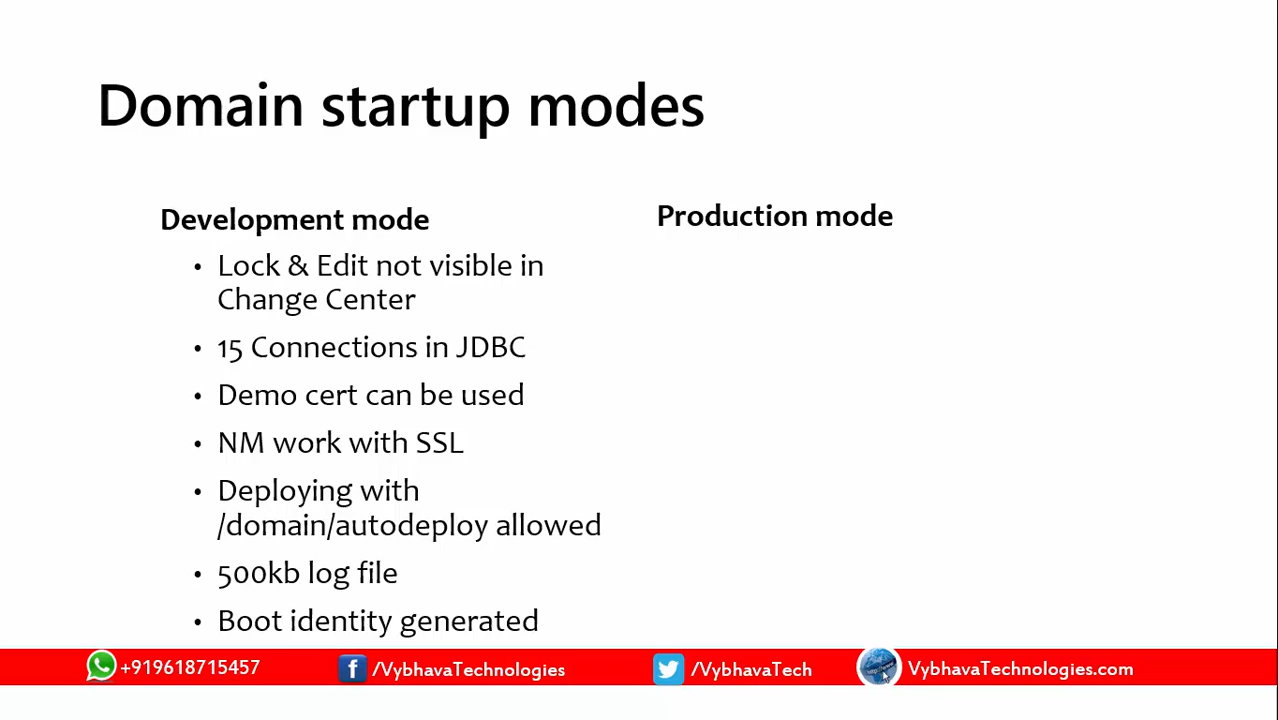 Domain startup modes
Development mode
• Lock & Edit not visible in
Change Center
• 15 Connections in JDBC
• Demo cert can be used
• NM work with SSL
• Deploying with
/domain/autodeploy allowed
• 500kb log file
• Boot identity generated
Production mode
+919618715457
f /VybhavaTechnologies
/VybhavaTech
VybhavaTechnologies.com